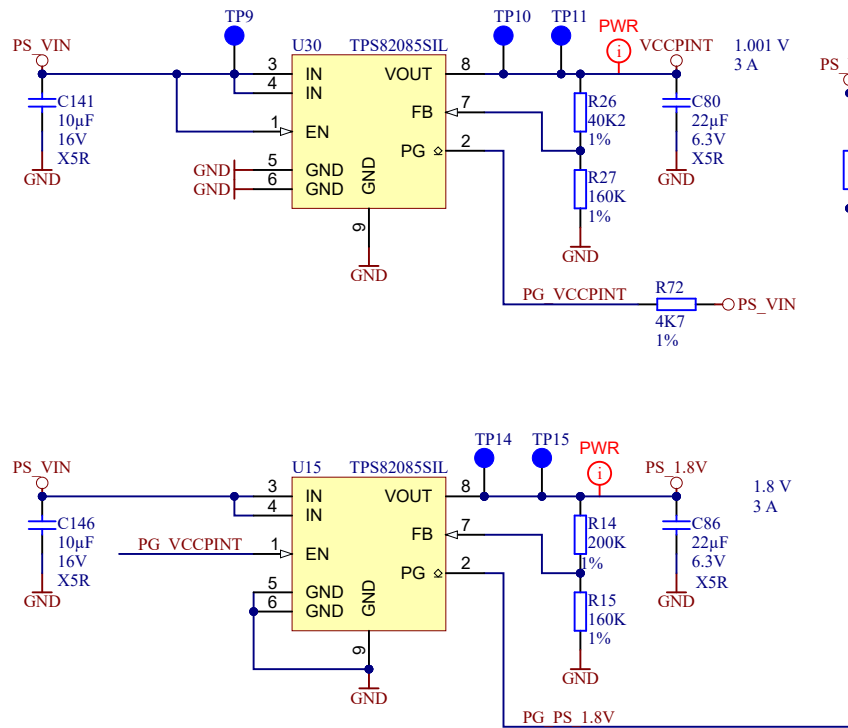 TP9
TP10
TP11
PWR
PS_VIN
U30
TPS82085SIL
VCCPINT
1.001 V
3 A
PS_
i
3
IN
VOUT
8
4
IN
C141
10µF
16V
X5R
GND
FB
7
R26
40K2
1%
C80
22µF
6.3V
X5R
GND
1
EN
PG
2
GND
5
GND
GND
6
GND
GND
R27
160K
1%
9
GND
GND
PG_VCCPINT
R72
4K7
1%
PS_VIN
TP14
TP15
PWR
PS_VIN
U15
TPS82085SIL
PS_1.8V
1.8 V
3 A
i
3
IN
VOUT
8
4
IN
C146
10µF
16V
X5R
GND
FB
7
R14
200K
1%
C86
22µF
6.3V
X5R
GND
PG_VCCPINT
1
EN
PG
2
5
GND
6
GND
GND
R15
160K
1%
9
GND
GND
PG_PS_1.8V